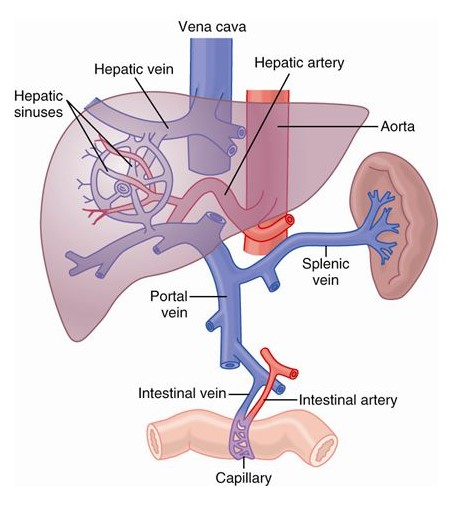 Vena cava
Hepatic vein
Hepatic artery
Hepatic
sinuses
Aorta
Splenic
vein
Portal
vein
Intestinal vein
Intestinal artery
Capillary